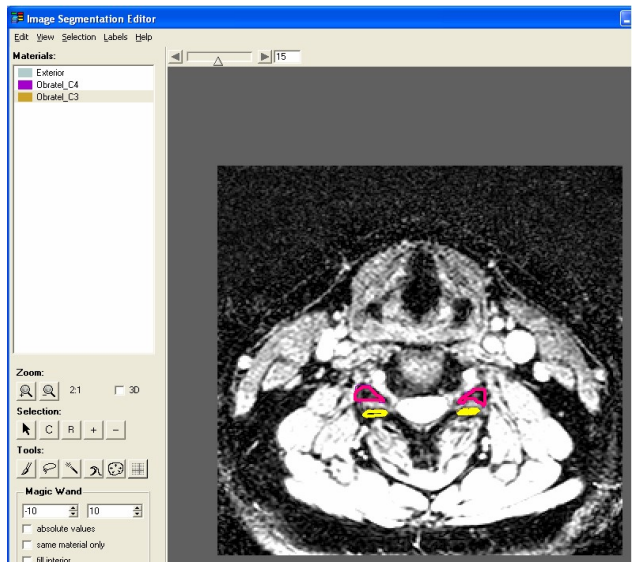 Image Segmentation Editor
Edit View Selection Labels Help
Materials:
15
Exterior
Obratel_C4
Obratel_C3
Zoom:
2:1
3D
Selection:
C R + -
Tools:
Magic Wand
-10 10
absolute values
same material only
fill interior